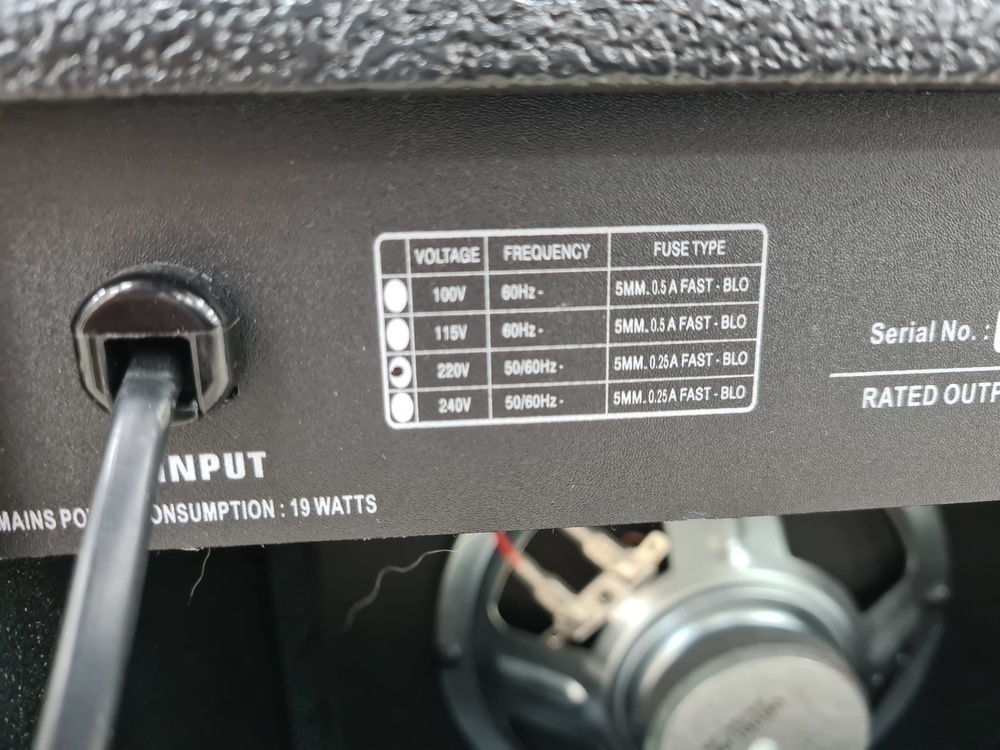 VOLTAGE FREQUENCY FUSE TYPE
100V 60Hz - 5MM. 0.5 A FAST - BLO
115V 60Hz - 5MM. 0.5 A FAST - BLO
220V 50/60Hz - 5MM. 0.25A FAST - BLO
240V 50/60Hz - 5MM. 0.25A FAST - BLO
Serial No. :
RATED OUTP
INPUT
MAINS PO ONSUMPTION : 19 WATTS